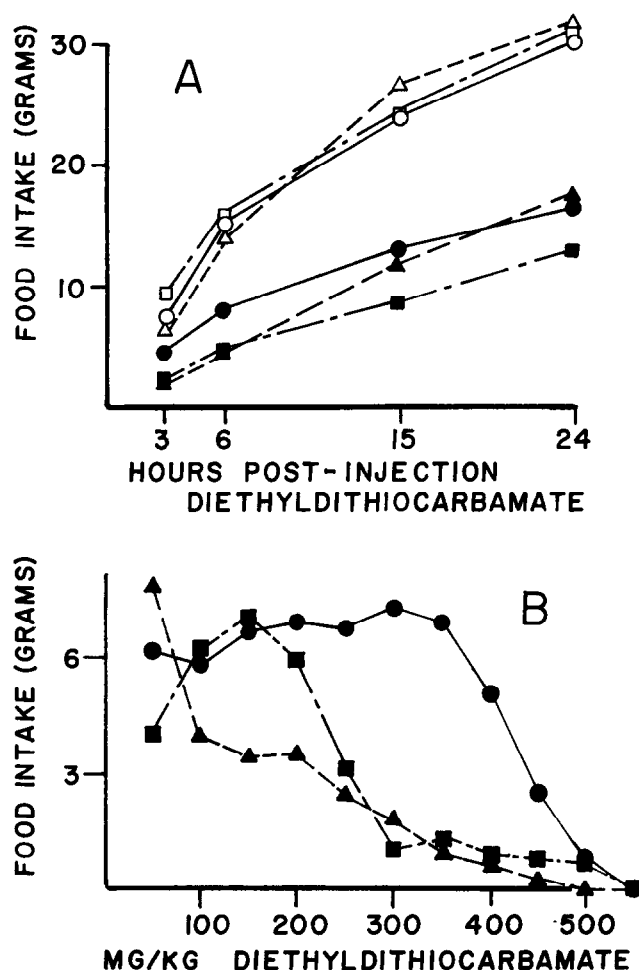 FOOD INTAKE (GRAMS)
A
30
20
10
3 6 15 24
HOURS POST-INJECTION
DIETHYLDITHIOCARBAMATE
FOOD INTAKE (GRAMS)
B
6
3
100 200 300 400 500
MG/KG DIETHYLDITHIOCARBAMATE